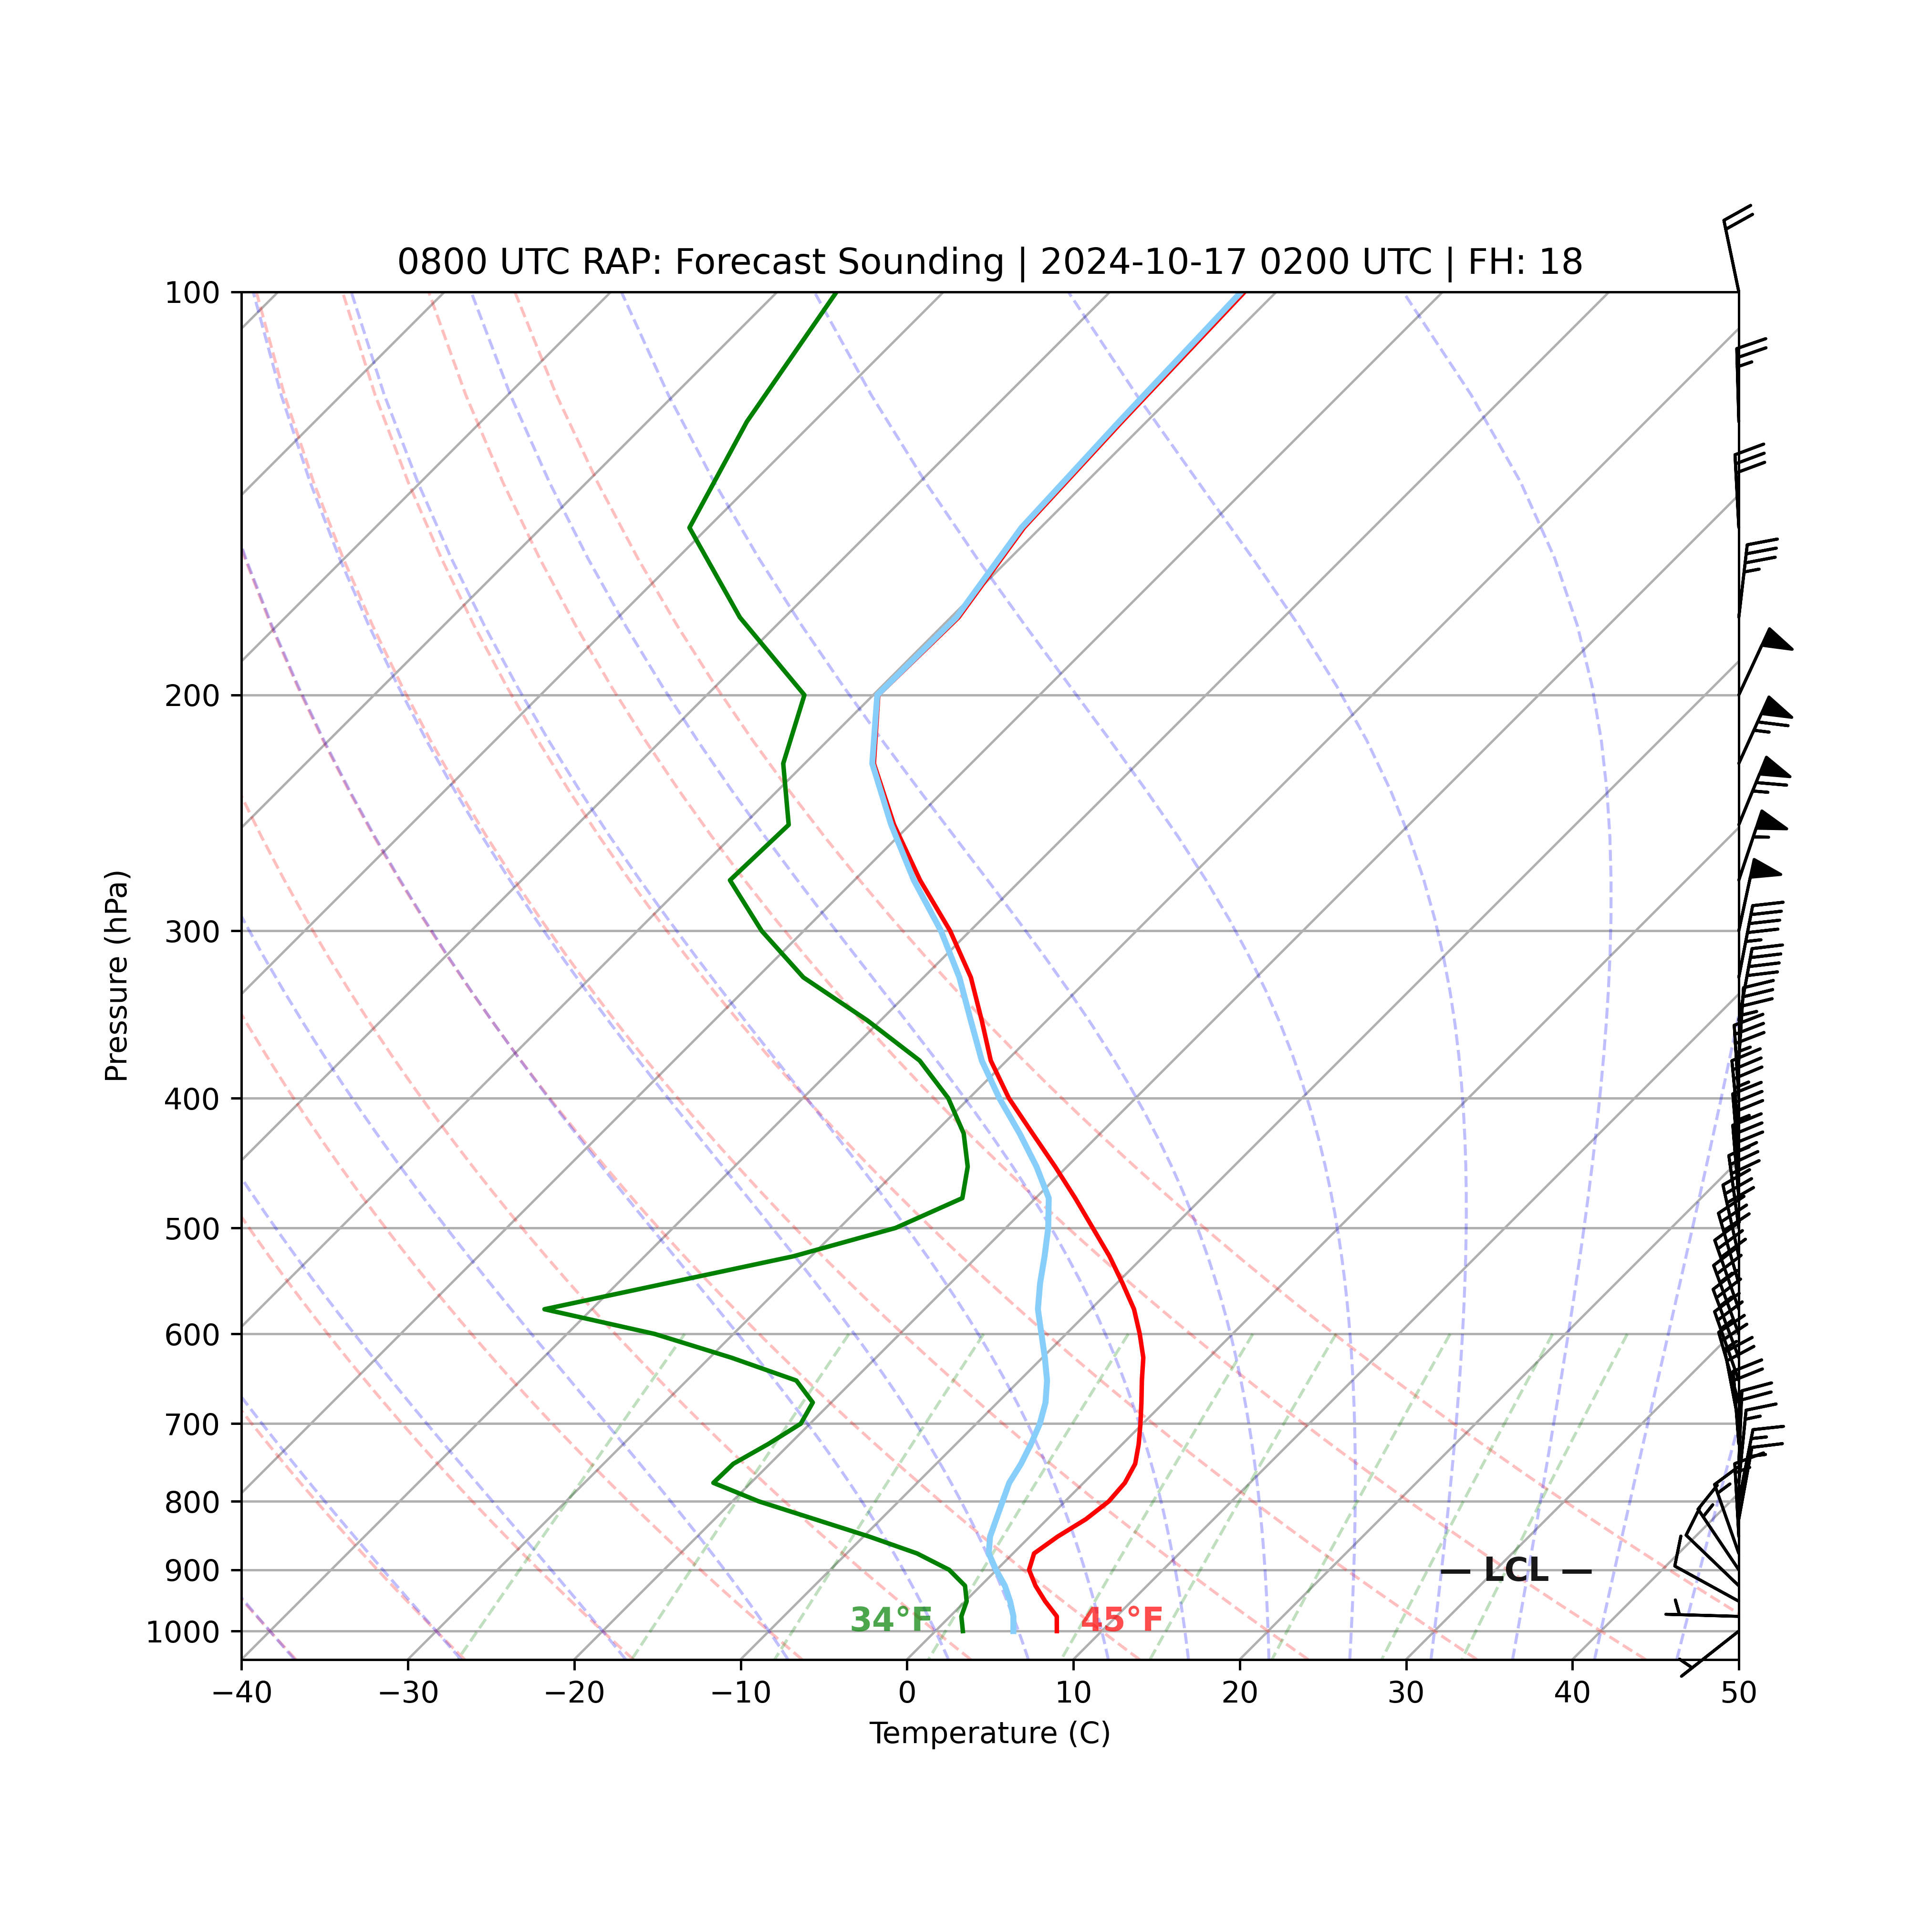 0800 UTC RAP: Forecast Sounding | 2024-10-17 0200 UTC | FH: 18
100
200
300
400
500
600
700
800
900
1000
Pressure (hPa)
— LCL —
34°F
45°F
−40 −30 −20 −10 0 10 20 30 40 50
Temperature (C)